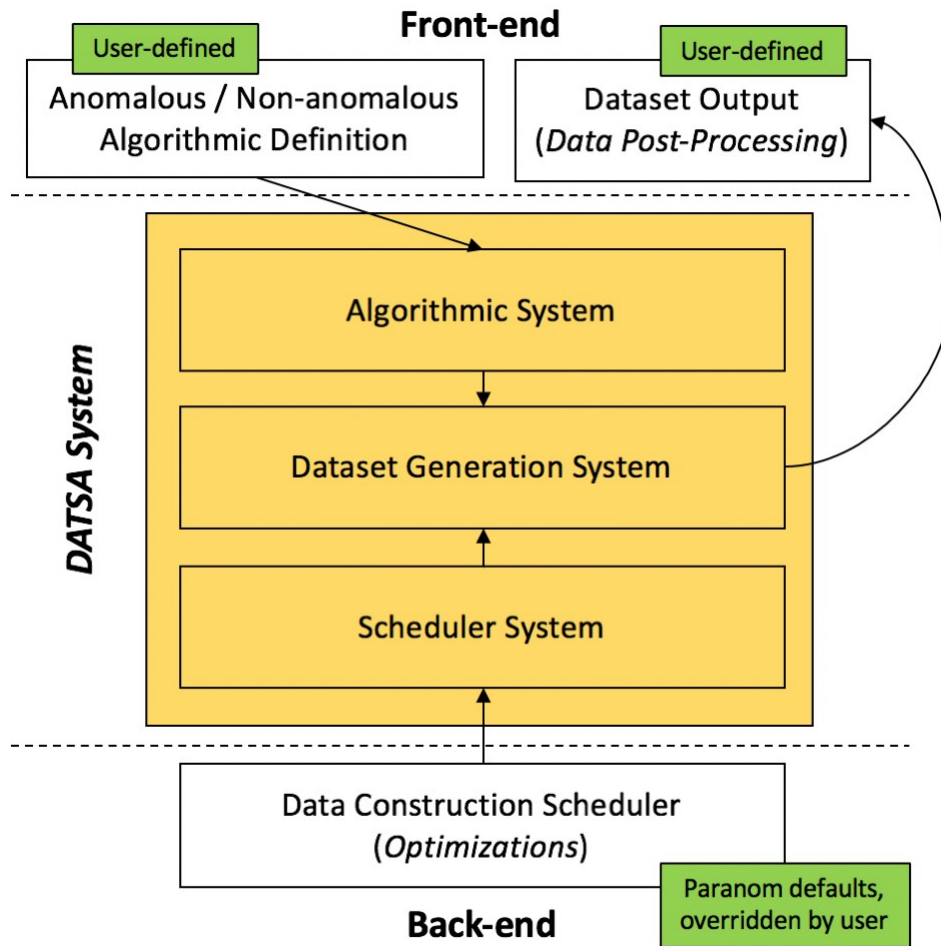 Front-end
User-defined
Anomalous / Non-anomalous
Algorithmic Definition
User-defined
Dataset Output
(Data Post-Processing)
DATSA System
Algorithmic System
Dataset Generation System
Scheduler System
Data Construction Scheduler
(Optimizations)
Paranom defaults,
overridden by user
Back-end